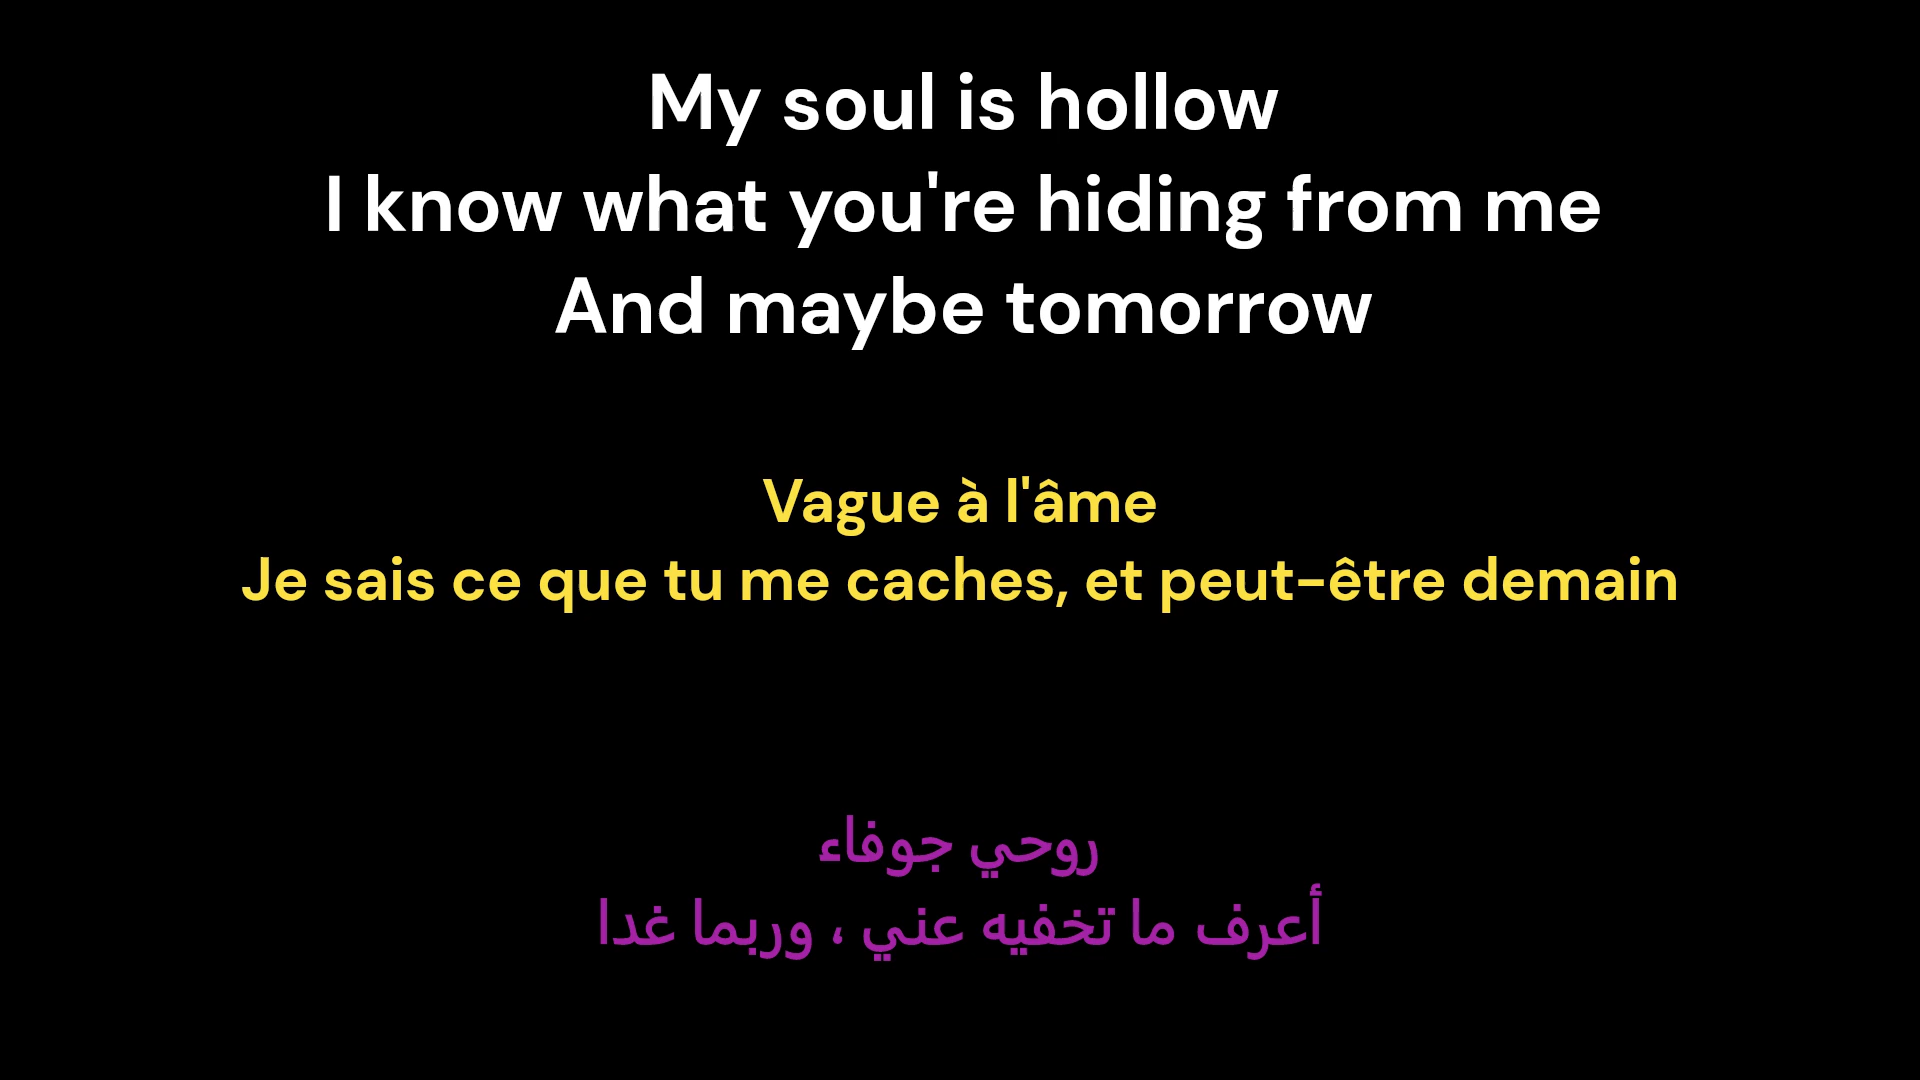 My soul is hollow
I know what you're hiding from me
And maybe tomorrow
Vague à l'âme
Je sais ce que tu me caches, et peut-être demain
روحي جوفاء
أعرف ما تخفيه عني ، وربما غدا